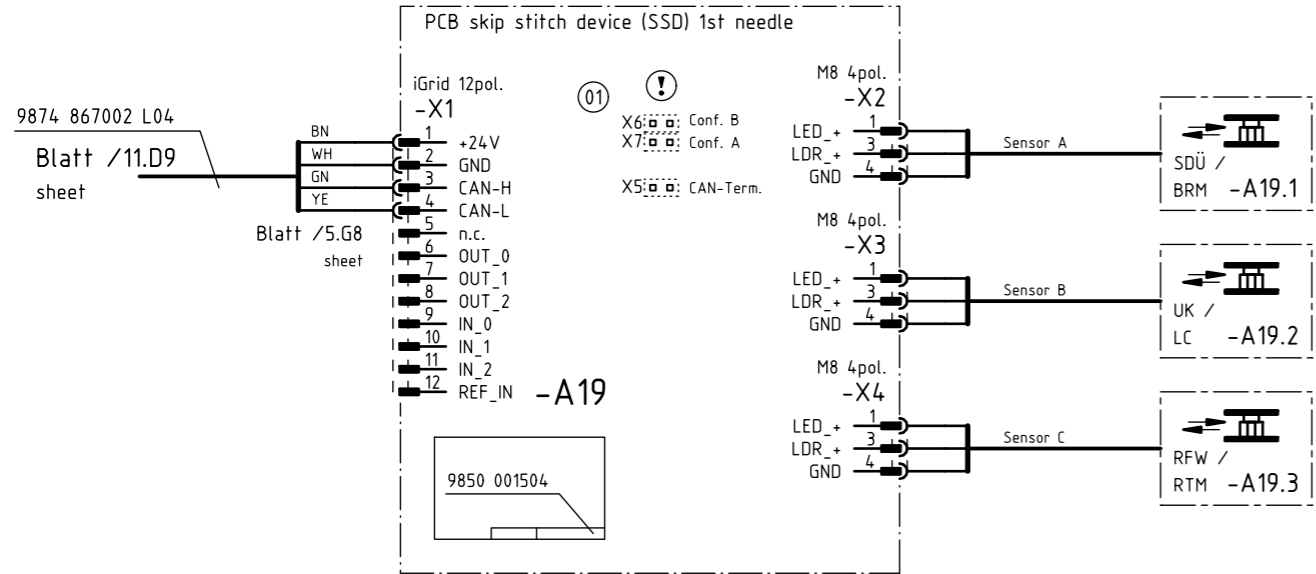 PCB skip stitch device (SSD) 1st needle
iGrid 12pol.
-X1
9874 867002 L04
Blatt /11.D9
sheet
BN
WH
GN
YE
Blatt /5.G8
sheet
1 +24V
2 GND
3 CAN-H
4 CAN-L
5 n.c.
6 OUT_0
7 OUT_1
8 OUT_2
9 IN_0
10 IN_1
11 IN_2
12 REF_IN
-A19
01
!
X6 Conf. B
X7 Conf. A
X5 CAN-Term.
9850 001504
M8 4pol.
-X2
LED_+ 1
LDR_+ 3
GND 4
Sensor A
SDÜ /
BRM -A19.1
M8 4pol.
-X3
LED_+ 1
LDR_+ 3
GND 4
Sensor B
UK /
LC -A19.2
M8 4pol.
-X4
LED_+ 1
LDR_+ 3
GND 4
Sensor C
RFW /
RTM -A19.3